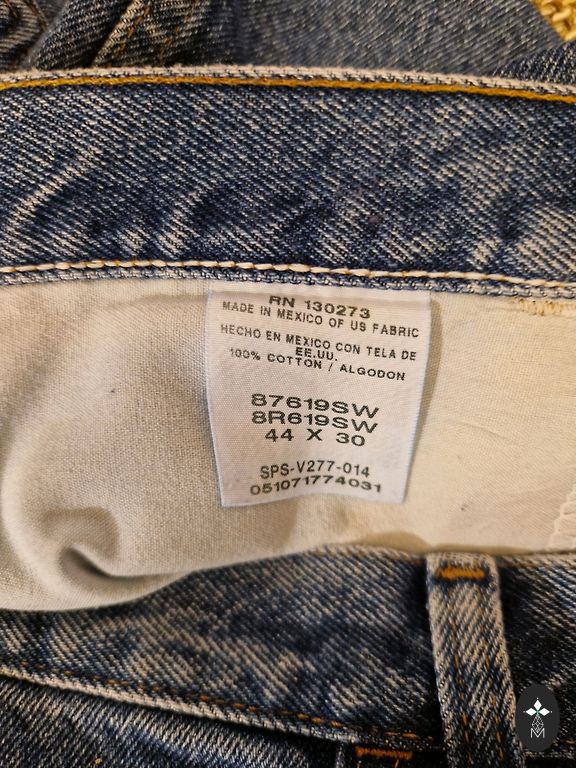 RN 130273
MADE IN MEXICO OF US FABRIC
HECHO EN MEXICO CON TELA DE
EE.UU.
100% COTTON / ALGODON
87619SW
8R619SW
44 X 30
SPS-V277-014
051071774031
M